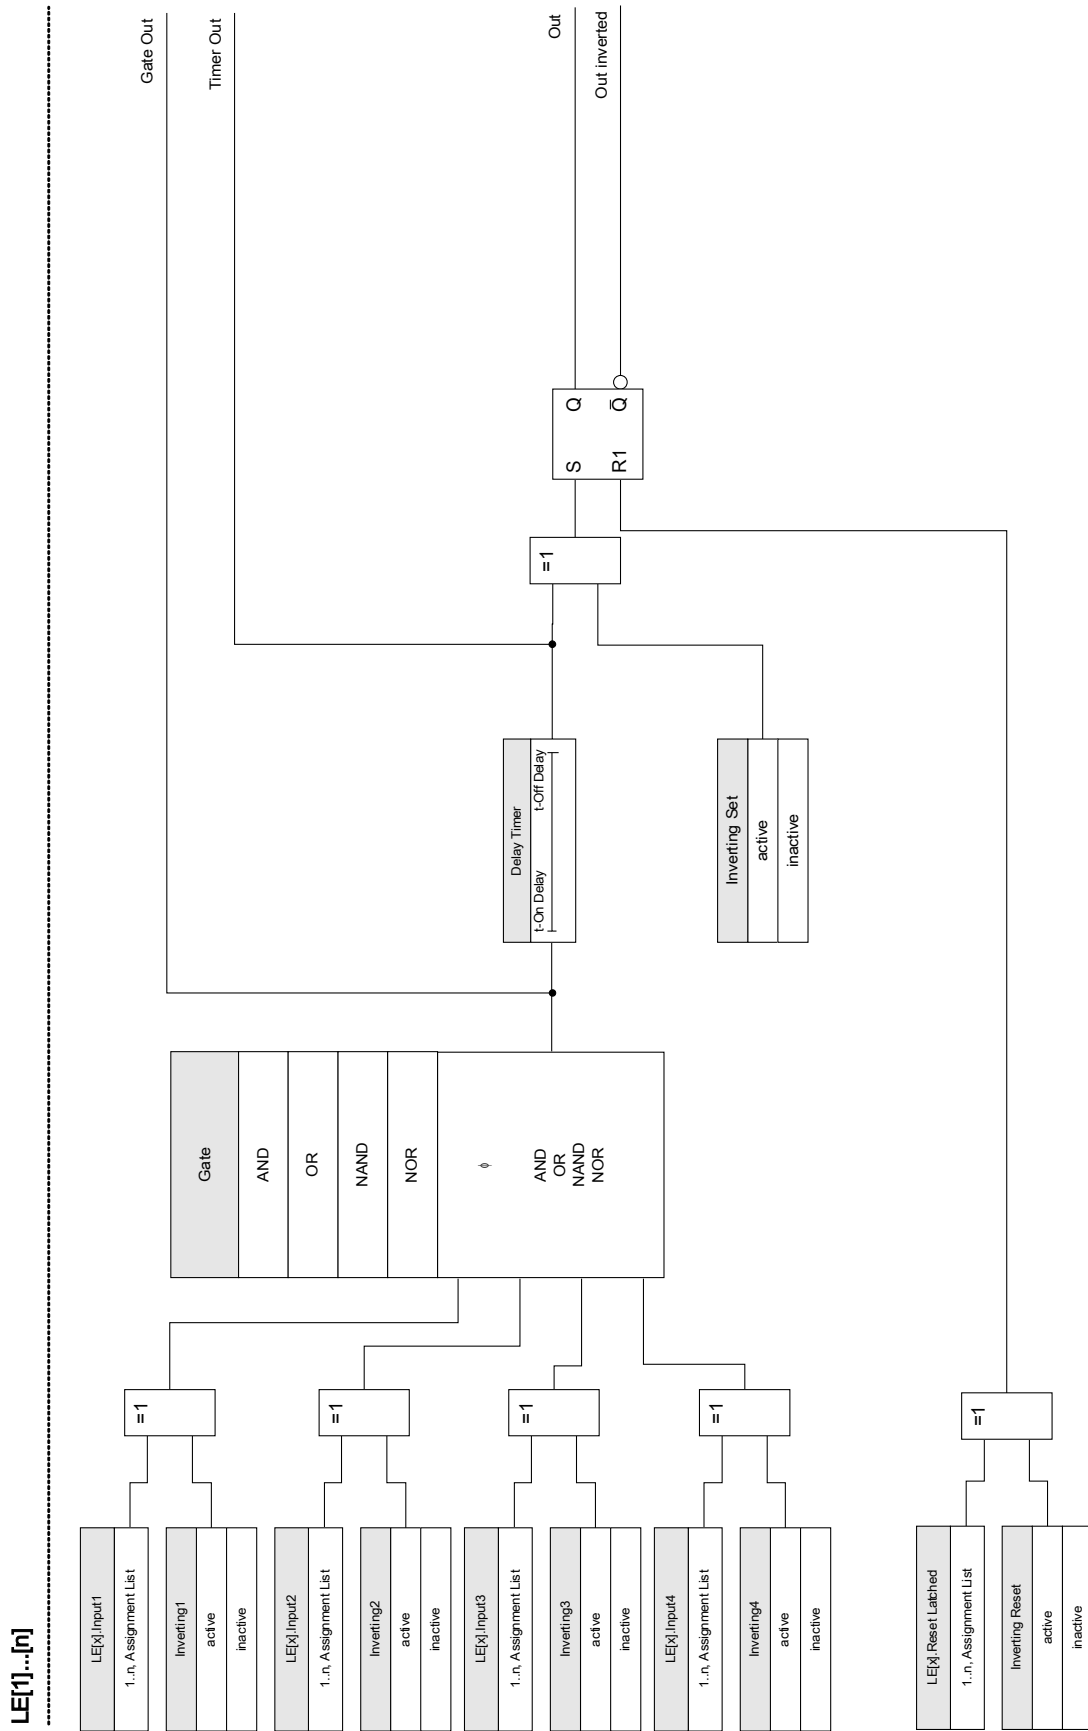 LE[1]...[n]
LE[x].Input1
1..n, Assignment List
Inverting1
active
inactive
=1
LE[x].Input2
1..n, Assignment List
Inverting2
active
inactive
=1
LE[x].Input3
1..n, Assignment List
Inverting3
active
inactive
=1
LE[x].Input4
1..n, Assignment List
Inverting4
active
inactive
=1
LE[x].Reset Latched
1..n, Assignment List
Inverting Reset
active
inactive
=1
Gate
AND
OR
NAND
NOR
ϕ
AND
OR
NAND
NOR
Delay Timer
t-On Delay
t-Off Delay
Inverting Set
active
inactive
=1
S
Q
R1
Q̅
Gate Out
Timer Out
Out
Out inverted